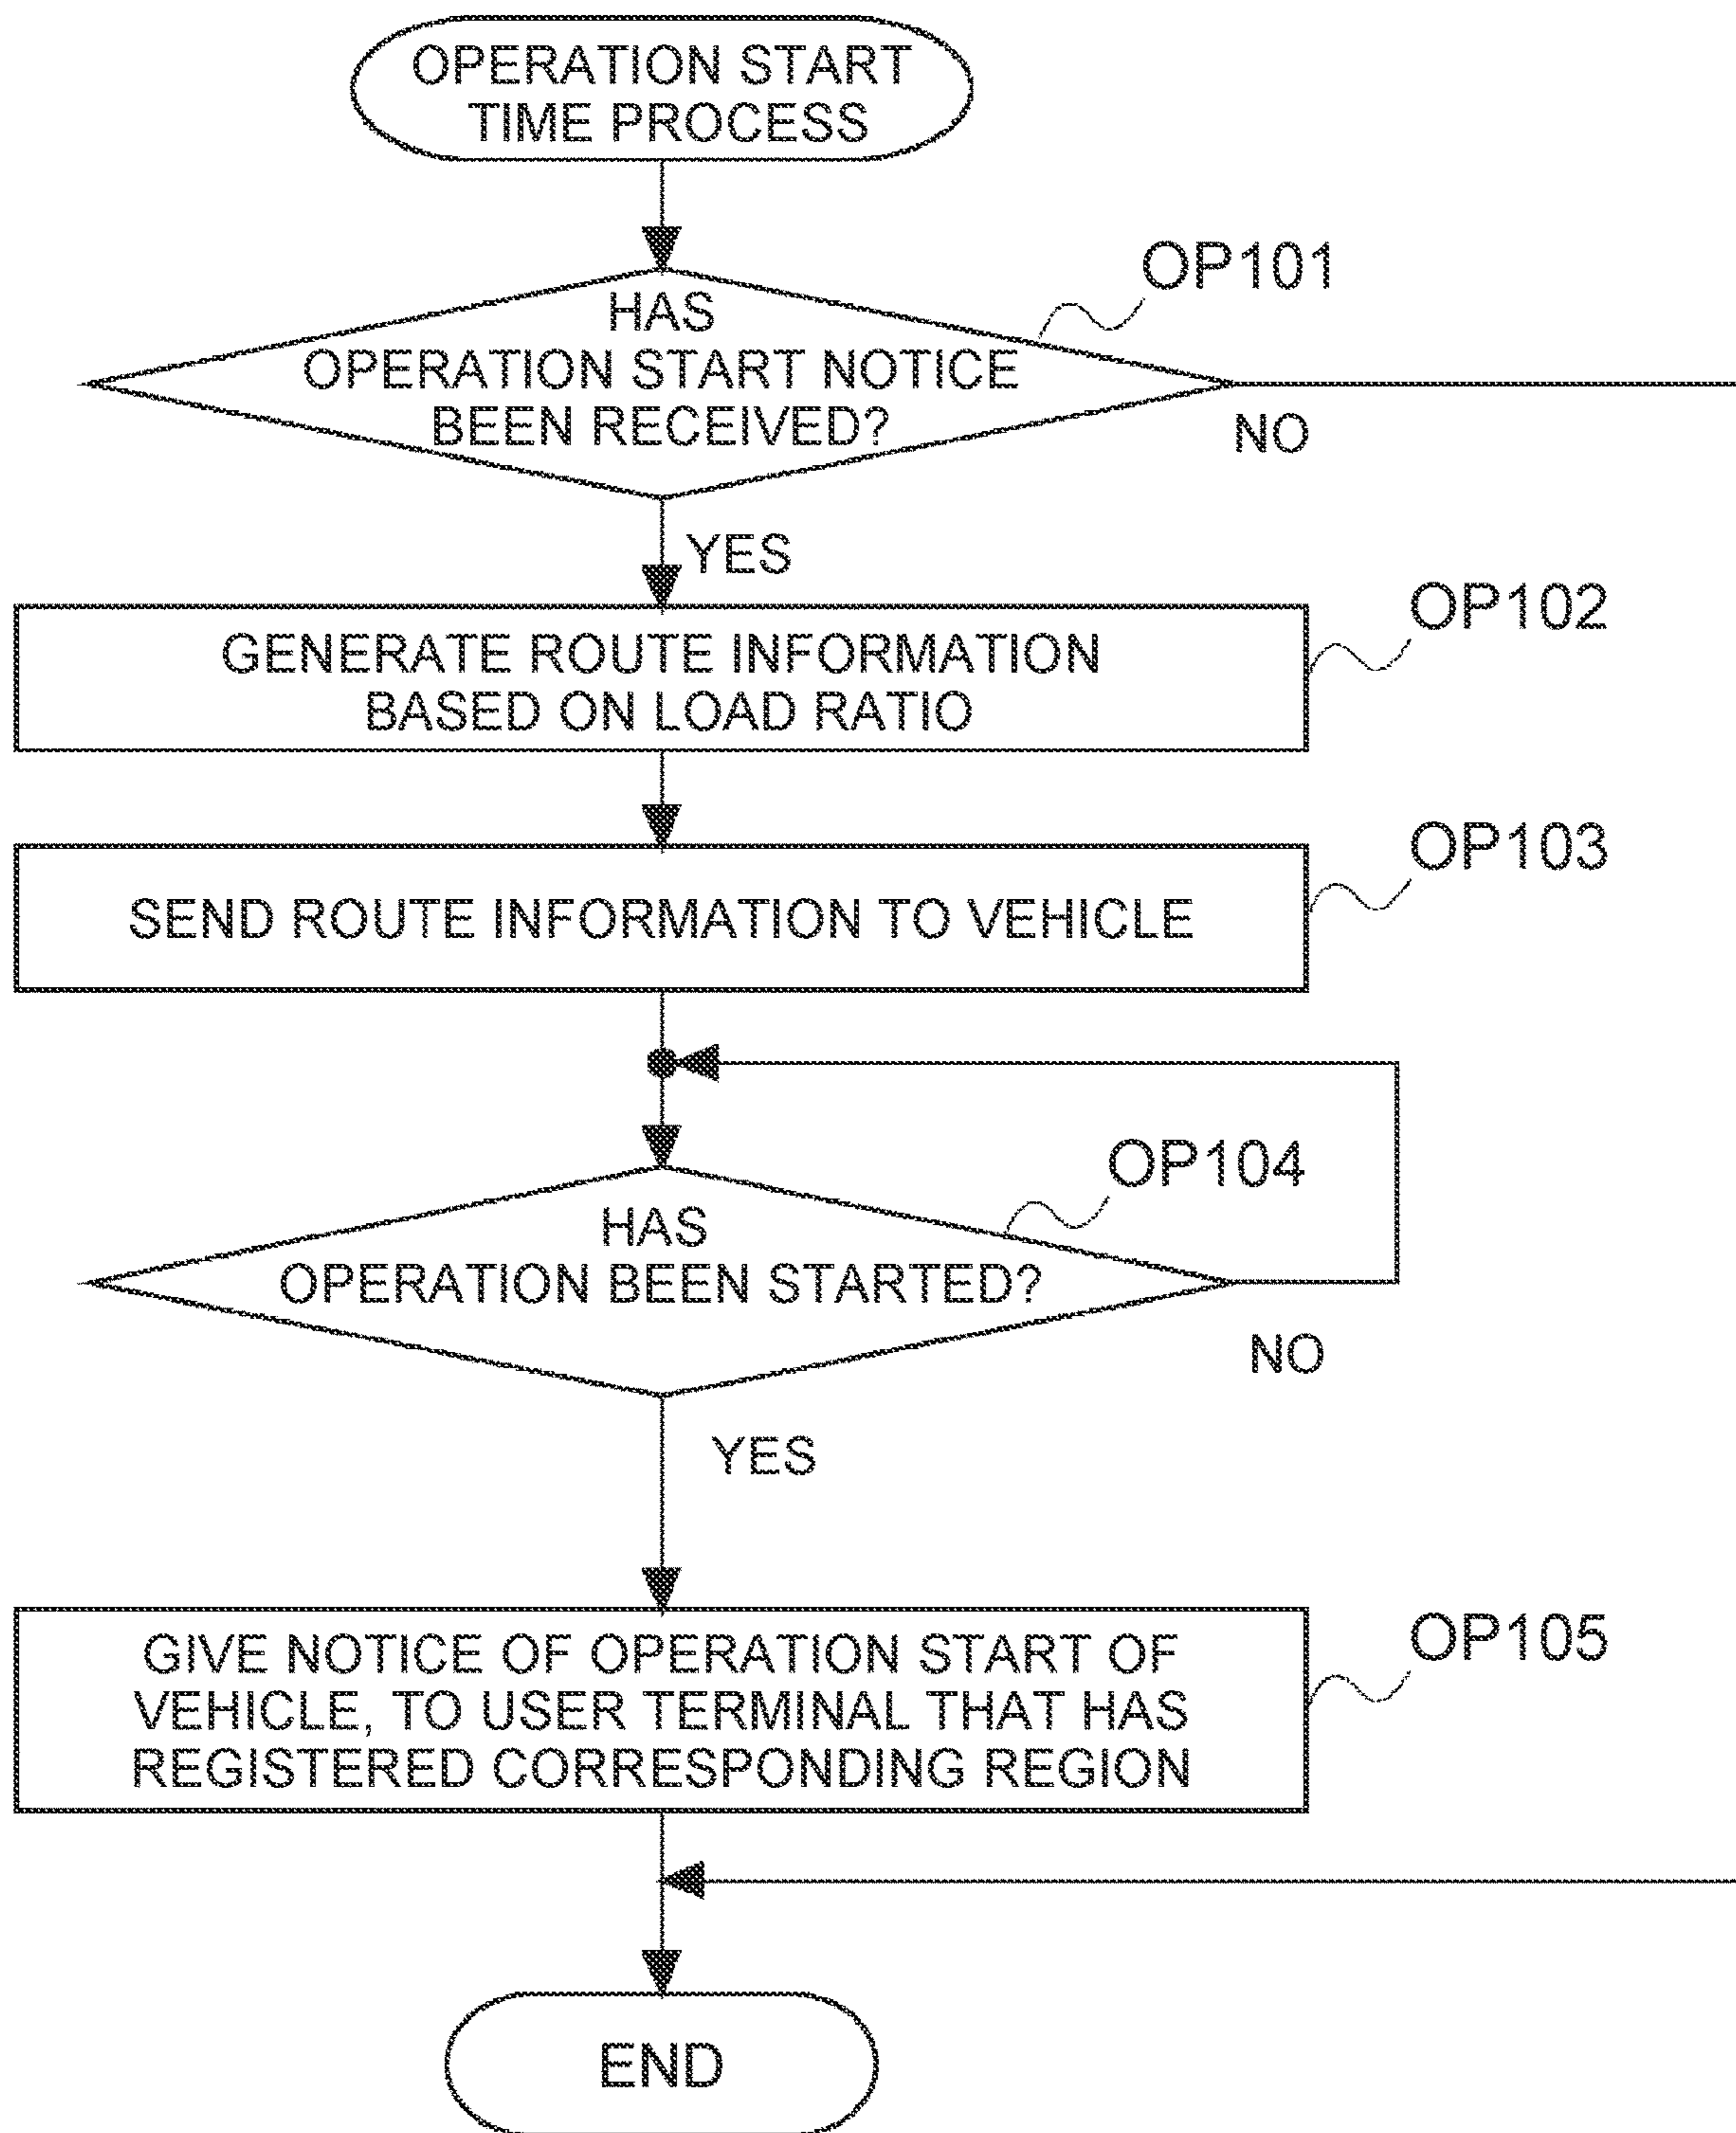 OPERATION START
TIME PROCESS
OP101
HAS
OPERATION START NOTICE
BEEN RECEIVED?
NO
YES
OP102
GENERATE ROUTE INFORMATION
BASED ON LOAD RATIO
OP103
SEND ROUTE INFORMATION TO VEHICLE
OP104
HAS
OPERATION BEEN STARTED?
NO
YES
OP105
GIVE NOTICE OF OPERATION START OF
VEHICLE, TO USER TERMINAL THAT HAS
REGISTERED CORRESPONDING REGION
END